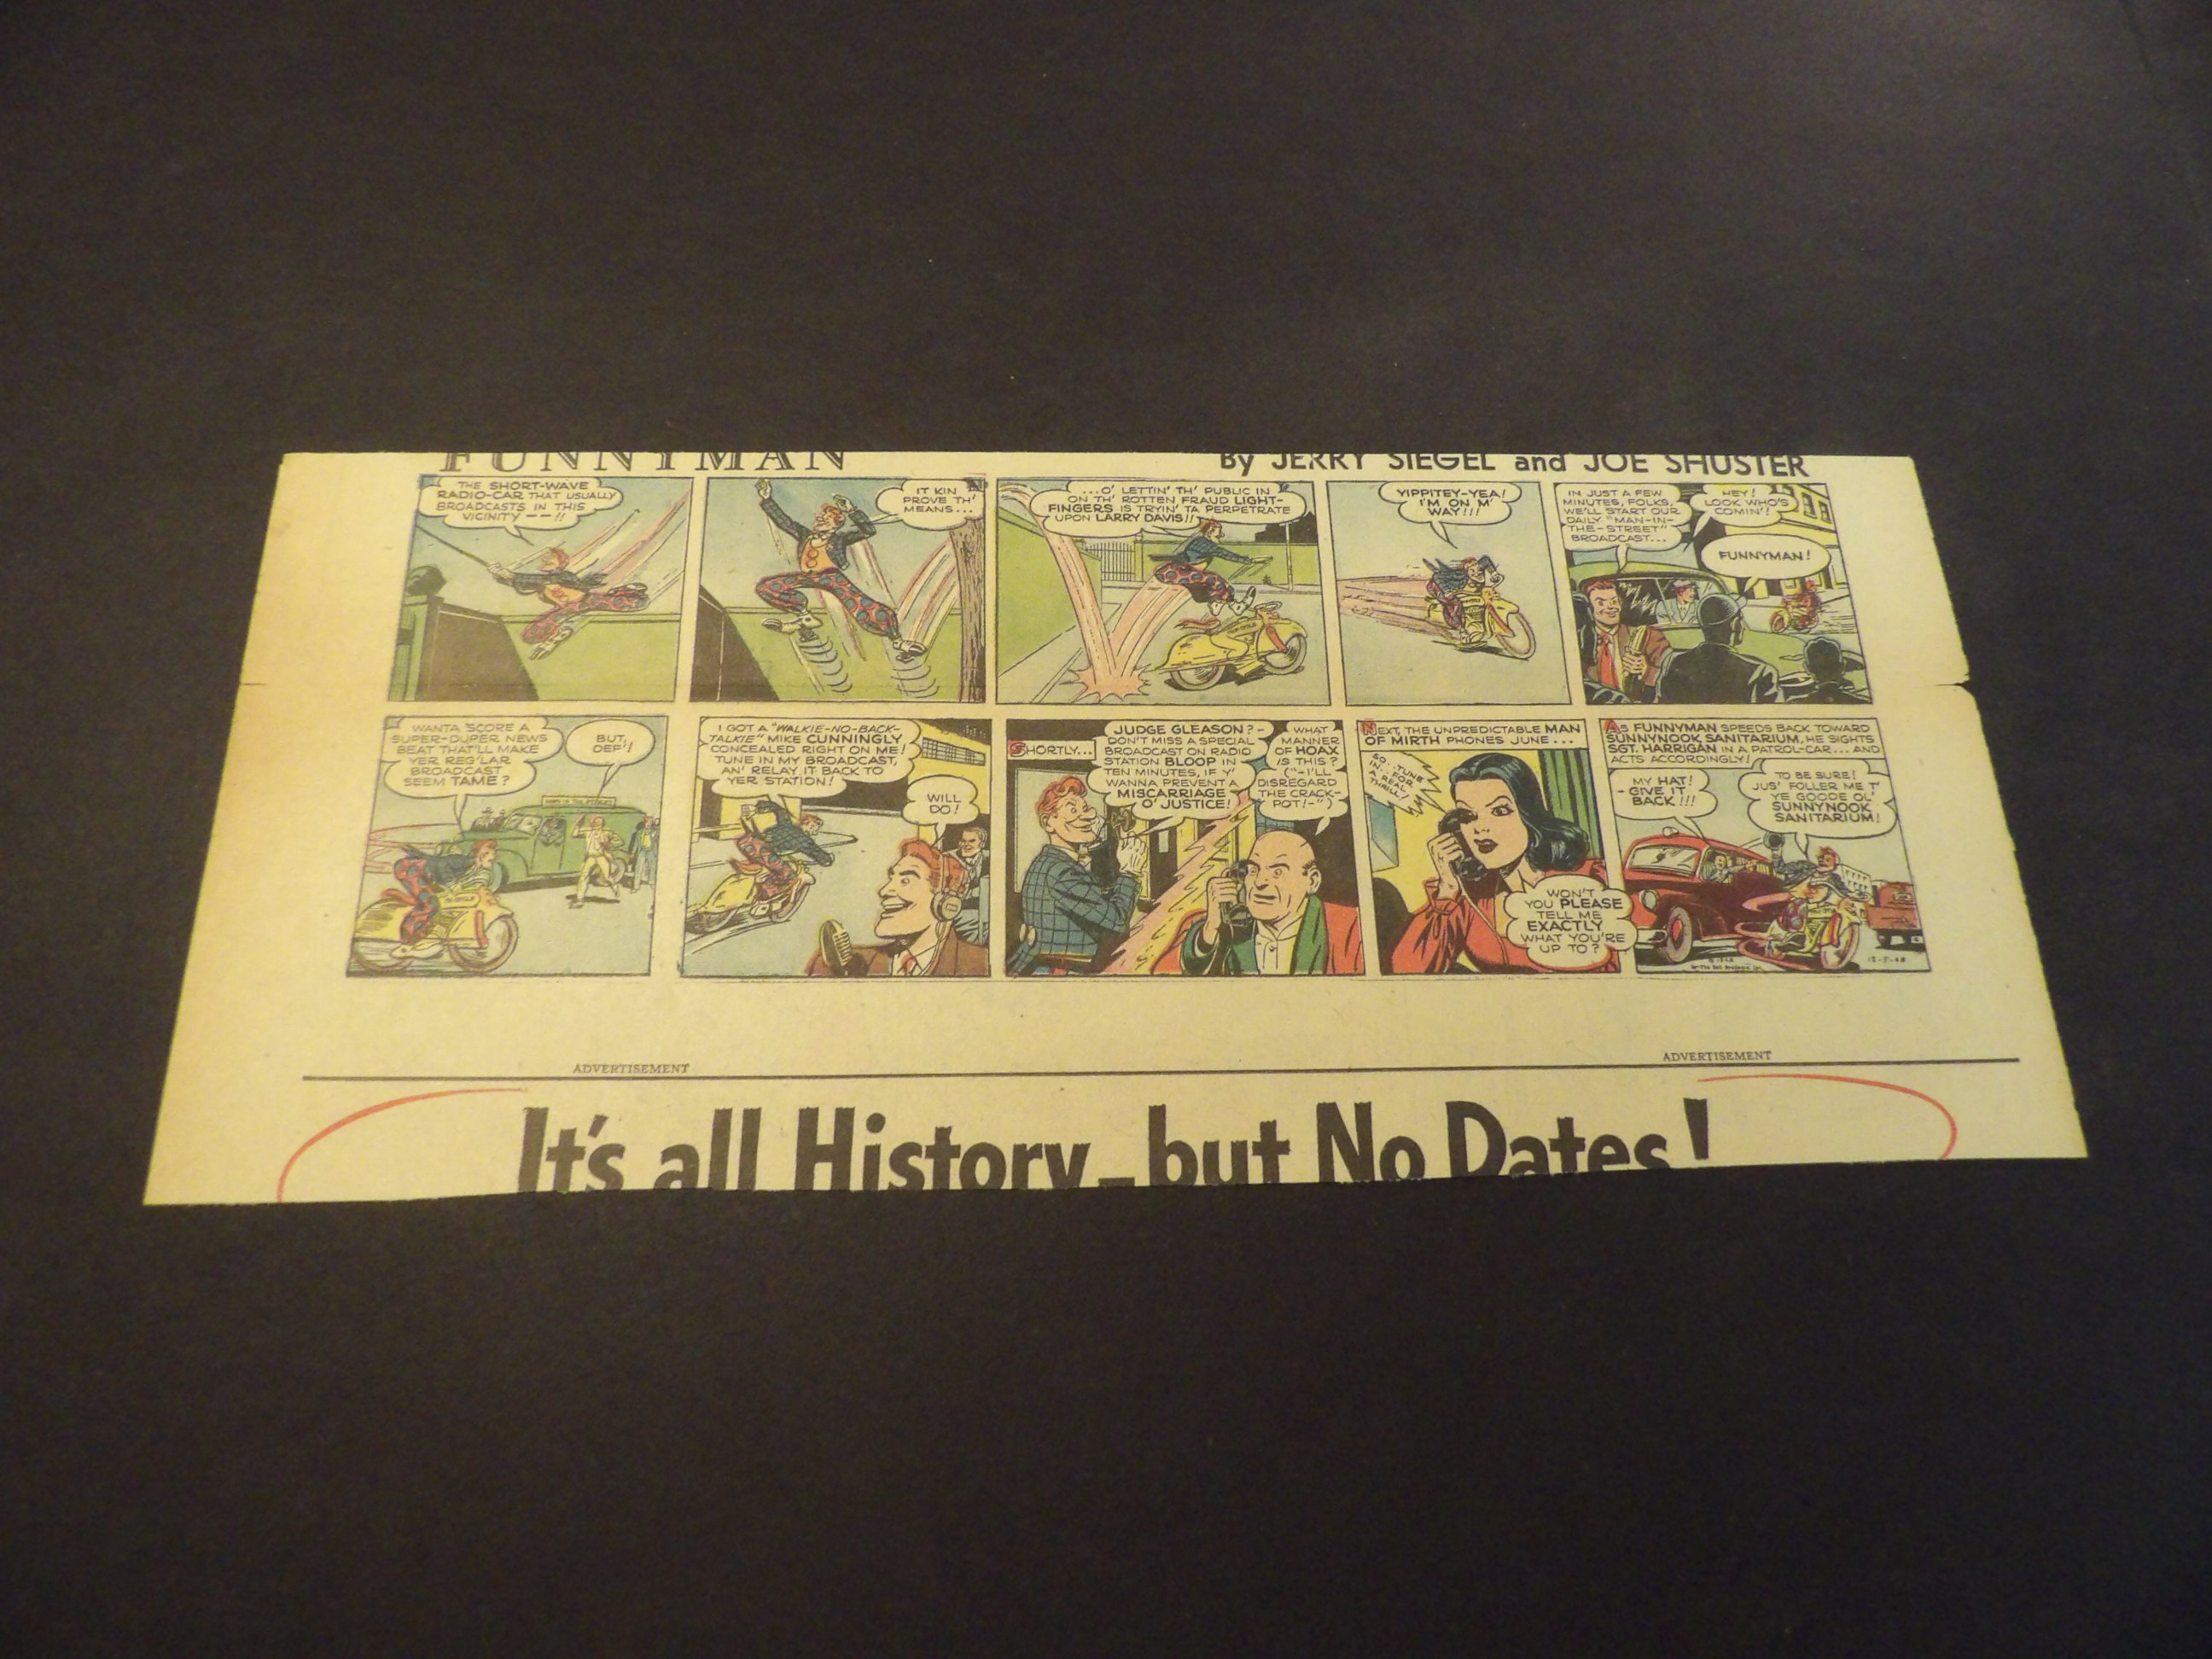 FUNNYMAN
By JERRY SIEGEL and JOE SHUSTER
THE SHORT-WAVE
RADIO-CAR THAT USUALLY
BROADCASTS IN THIS
VICINITY -- !!
IT KIN
PROVE TH'
MEANS...
...O' LETTIN' TH' PUBLIC IN
ON TH' ROTTEN FRAUD LIGHT-
FINGERS IS TRYIN' TA PERPETRATE
UPON LARRY DAVIS!!
YIPPITEY-YEA!
I'M ON M'
WAY!!!
IN JUST A FEW
MINUTES, FOLKS,
WE'LL START OUR
DAILY "MAN-IN-
THE-STREET"
BROADCAST...
HEY!
LOOK WHO'S
COMIN'!
FUNNYMAN!
WANTA SCORE A
SUPER-DUPER NEWS
BEAT THAT'LL MAKE
YER REG'LAR
BROADCAST
SEEM TAME?
BUT,
DEF'!
I GOT A "WALKIE-NO-BACK-
TALKIE" MIKE CUNNINGLY
CONCEALED RIGHT ON ME!
TUNE IN MY BROADCAST,
AN' RELAY IT BACK TO
YER STATION!
WILL
DO!
SHORTLY...
JUDGE GLEASON?-
DON'T MISS A SPECIAL
BROADCAST ON RADIO
STATION BLOOP IN
TEN MINUTES, IF Y'
WANNA PREVENT A
MISCARRIAGE
O' JUSTICE!
WHAT
MANNER
OF HOAX
IS THIS?
("-I'LL
DISREGARD
THE CRACK-
POT!-")
NEXT, THE UNPREDICTABLE MAN
OF MIRTH PHONES JUNE...
SO..TUNE
IN..FOR
A REAL
THRILL!
WON'T
YOU PLEASE
TELL ME
EXACTLY
WHAT YOU'RE
UP TO?
AS FUNNYMAN SPEEDS BACK TOWARD
SUNNYNOOK SANITARIUM, HE SIGHTS
SGT. HARRIGAN IN A PATROL-CAR...AND
ACTS ACCORDINGLY!
MY HAT!
-GIVE IT
BACK!!!
TO BE SURE!
JUS' FOLLER ME T'
YE GOODE OL'
SUNNYNOOK
SANITARIUM!
12-5-48
ADVERTISEMENT
ADVERTISEMENT
It's all History-but No Dates!